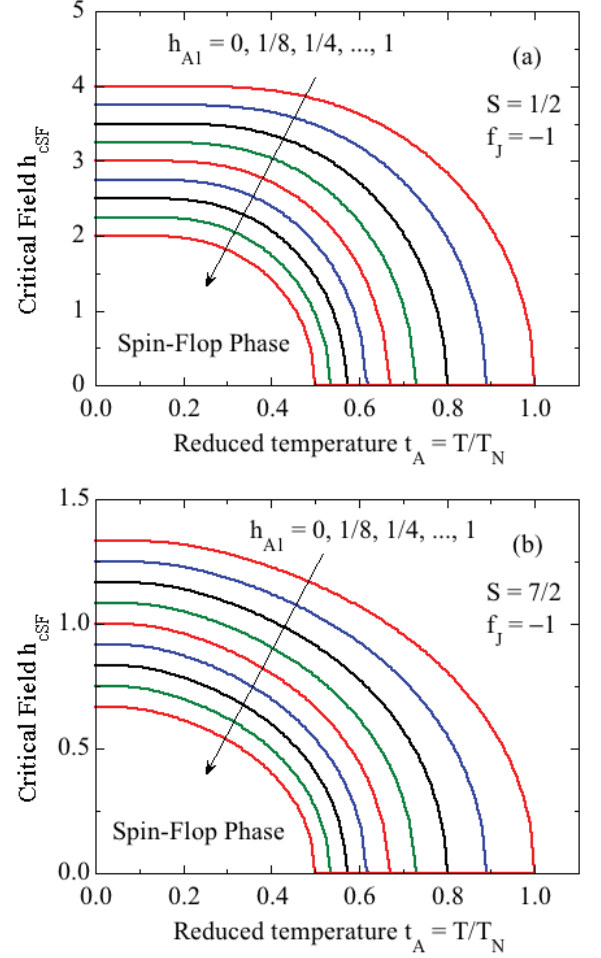 h_A1 = 0, 1/8, 1/4, ..., 1
(a)
S = 1/2
f_J = −1
Critical Field h_cSF
5
4
3
2
1
0
Spin-Flop Phase
0.0 0.2 0.4 0.6 0.8 1.0
Reduced temperature t_A = T/T_N
h_A1 = 0, 1/8, 1/4, ..., 1
(b)
S = 7/2
f_J = −1
Critical Field h_cSF
1.5
1.0
0.5
0.0
Spin-Flop Phase
0.0 0.2 0.4 0.6 0.8 1.0
Reduced temperature t_A = T/T_N